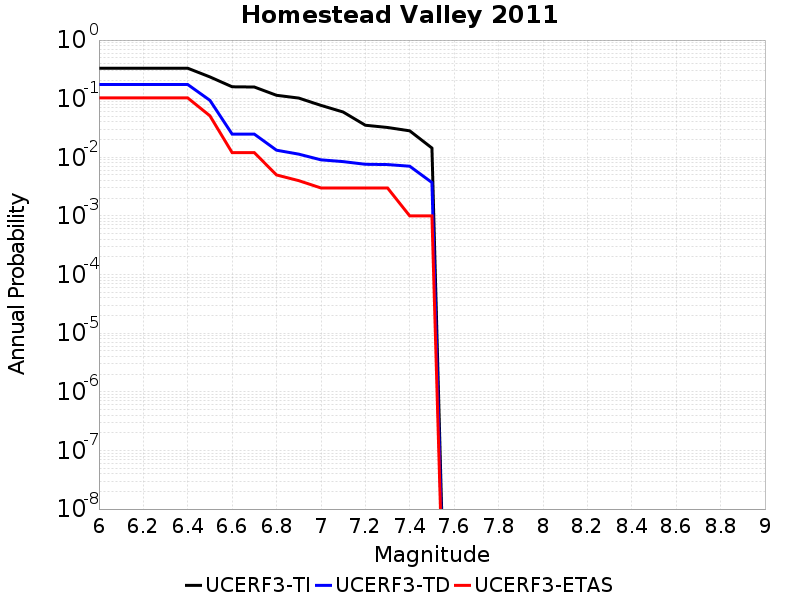 Homestead Valley 2011
10^0
10^-1
10^-2
10^-3
10^-4
10^-5
10^-6
10^-7
10^-8
Annual Probability
6 6.2 6.4 6.6 6.8 7 7.2 7.4 7.6 7.8 8 8.2 8.4 8.6 8.8 9
Magnitude
UCERF3-TI UCERF3-TD UCERF3-ETAS